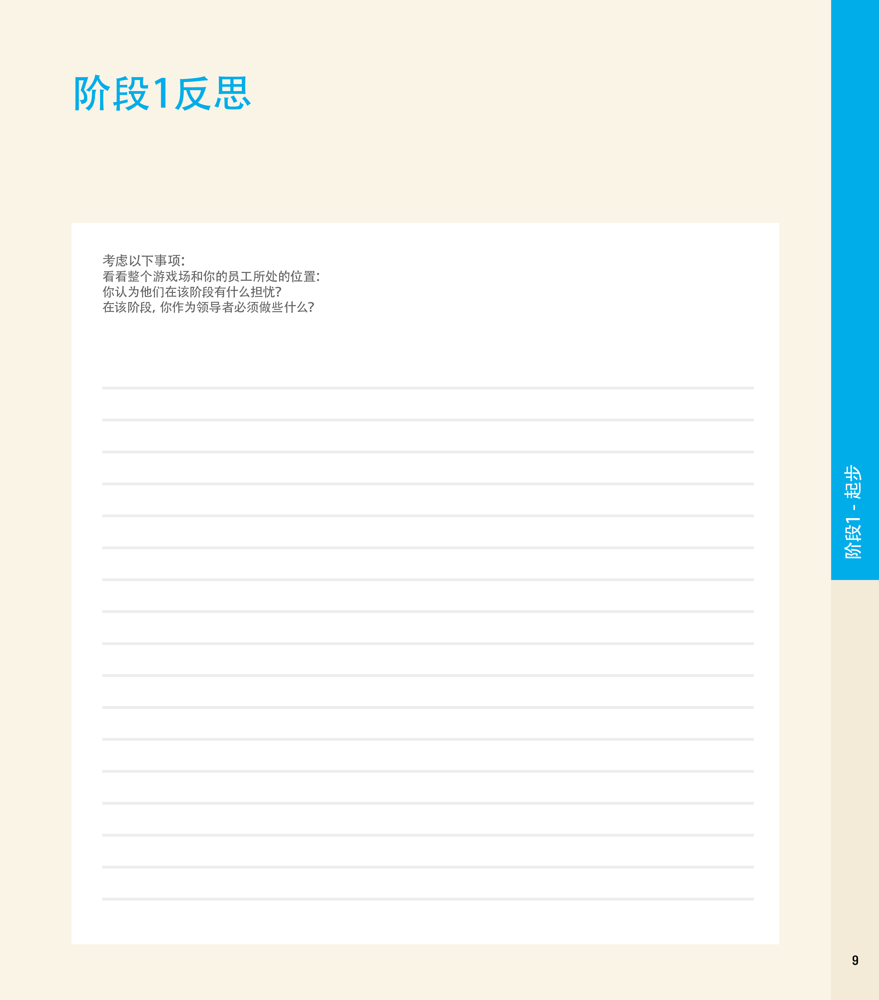 阶段1反思
考虑以下事项：
看看整个游戏场和你的员工所处的位置：
你认为他们在该阶段有什么担忧？
在该阶段，你作为领导者必须做些什么？
阶段1 - 起步
9